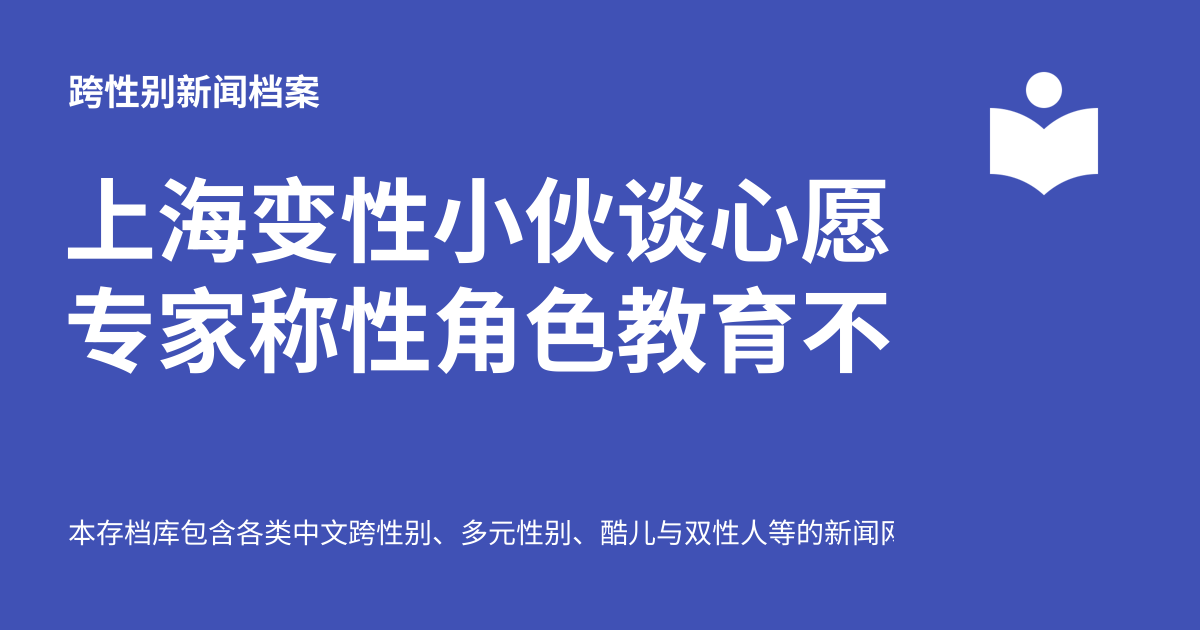 跨性别新闻档案
上海变性小伙谈心愿
专家称性角色教育不
本存档库包含各类中文跨性别、多元性别、酷儿与双性人等的新闻